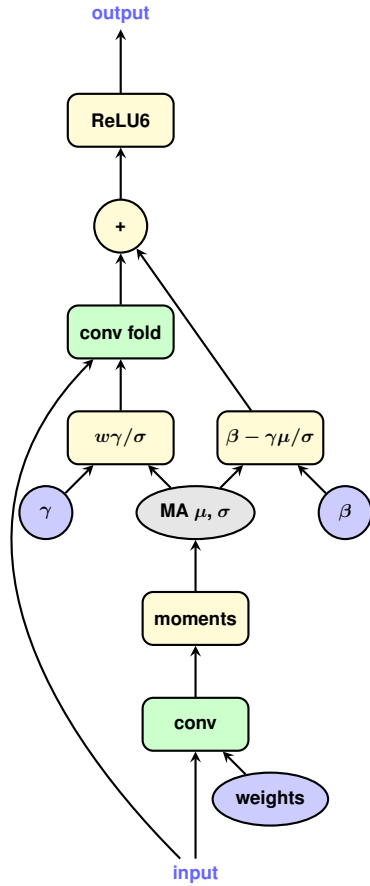 output
ReLU6
+
conv fold
wγ/σ
β − γμ/σ
γ
MA μ, σ
β
moments
conv
weights
input